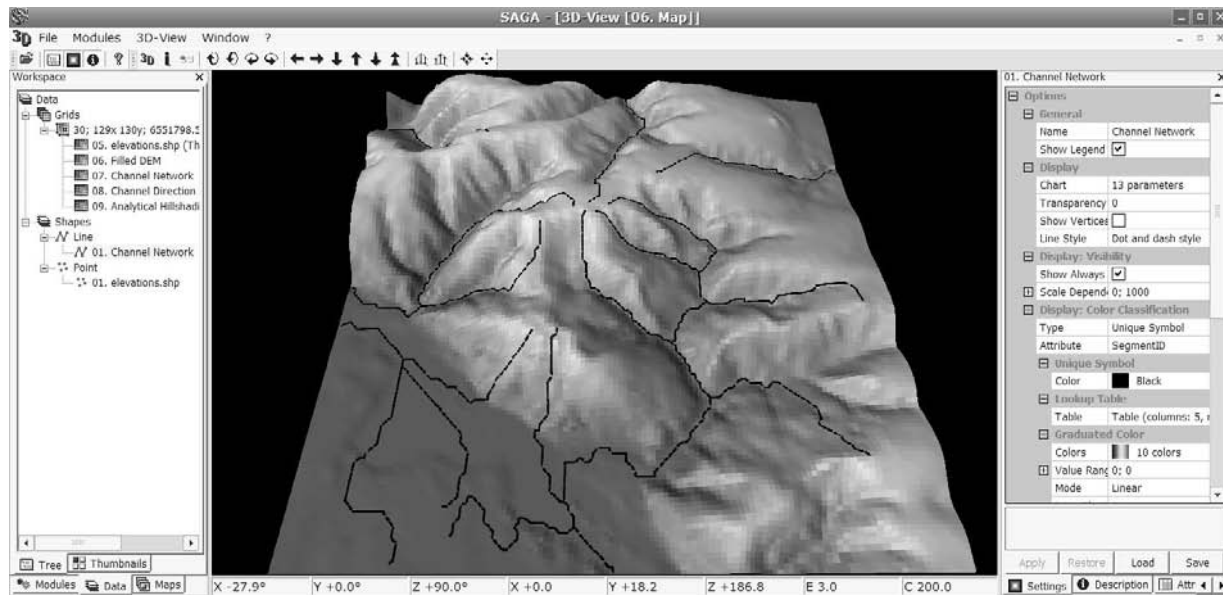 SAGA - [3D-View [06. Map]]
3D File Modules 3D-View Window ?
3D
Workspace
Data
Grids
30; 129x 130y; 6551798.
05. elevations.shp (Th
06. Filled DEM
07. Channel Network
08. Channel Direction
09. Analytical Hillshadi
Shapes
Line
01. Channel Network
Point
01. elevations.shp
Tree Thumbnails
Modules Data Maps
X -27.9° Y +0.0° Z +90.0° X +0.0 Y +18.2 Z +186.8 E 3.0 C 200.0
01. Channel Network
Options
General
Name Channel Network
Show Legend
Display
Chart 13 parameters
Transparency 0
Show Vertices
Line Style Dot and dash style
Display: Visibility
Show Always
Scale Depend 0; 1000
Display: Color Classification
Type Unique Symbol
Attribute SegmentID
Unique Symbol
Color Black
Lookup Table
Table Table (columns: 5,
Graduated Color
Colors 10 colors
Value Rang 0; 0
Mode Linear
Apply Restore Load Save
Settings Description Attr